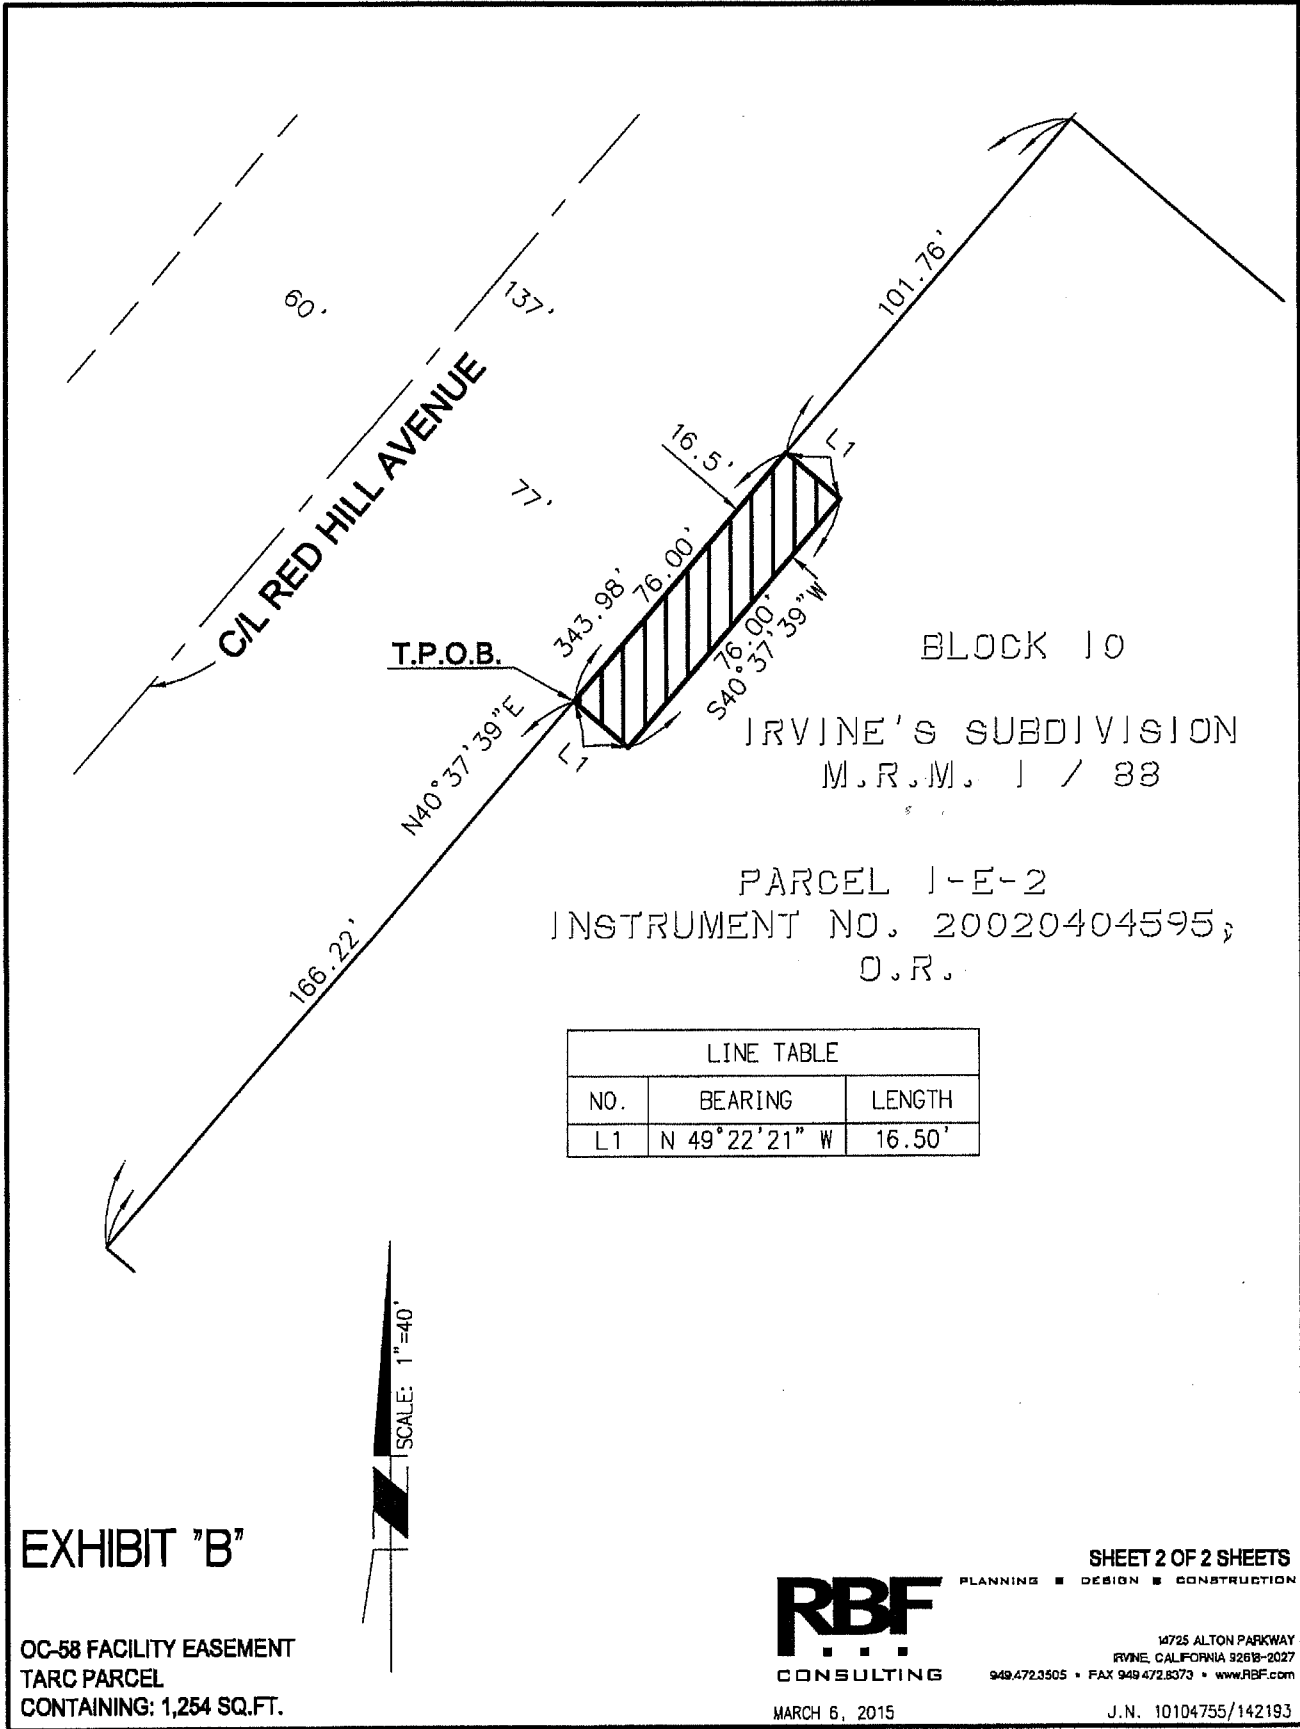 60'
137'
C/L RED HILL AVENUE
77'
101.76'
16.5'
L1
343.98'
76.00'
T.P.O.B.
76.00'
S40°37'39"W
N40°37'39"E
L1
166.22'
BLOCK 10
IRVINE'S SUBDIVISION
M.R.M. 1 / 88
PARCEL 1-E-2
INSTRUMENT NO. 20020404595,
O.R.
LINE TABLE
NO. BEARING LENGTH
L1 N 49°22'21" W 16.50'
SCALE: 1"=40'
EXHIBIT "B"
OC-58 FACILITY EASEMENT
TARC PARCEL
CONTAINING: 1,254 SQ.FT.
SHEET 2 OF 2 SHEETS
PLANNING ■ DESIGN ■ CONSTRUCTION
RBF
CONSULTING
14725 ALTON PARKWAY
IRVINE, CALIFORNIA 92618-2027
949.472.3505 • FAX 949.472.8373 • www.RBF.com
MARCH 6, 2015
J.N. 10104755/142193